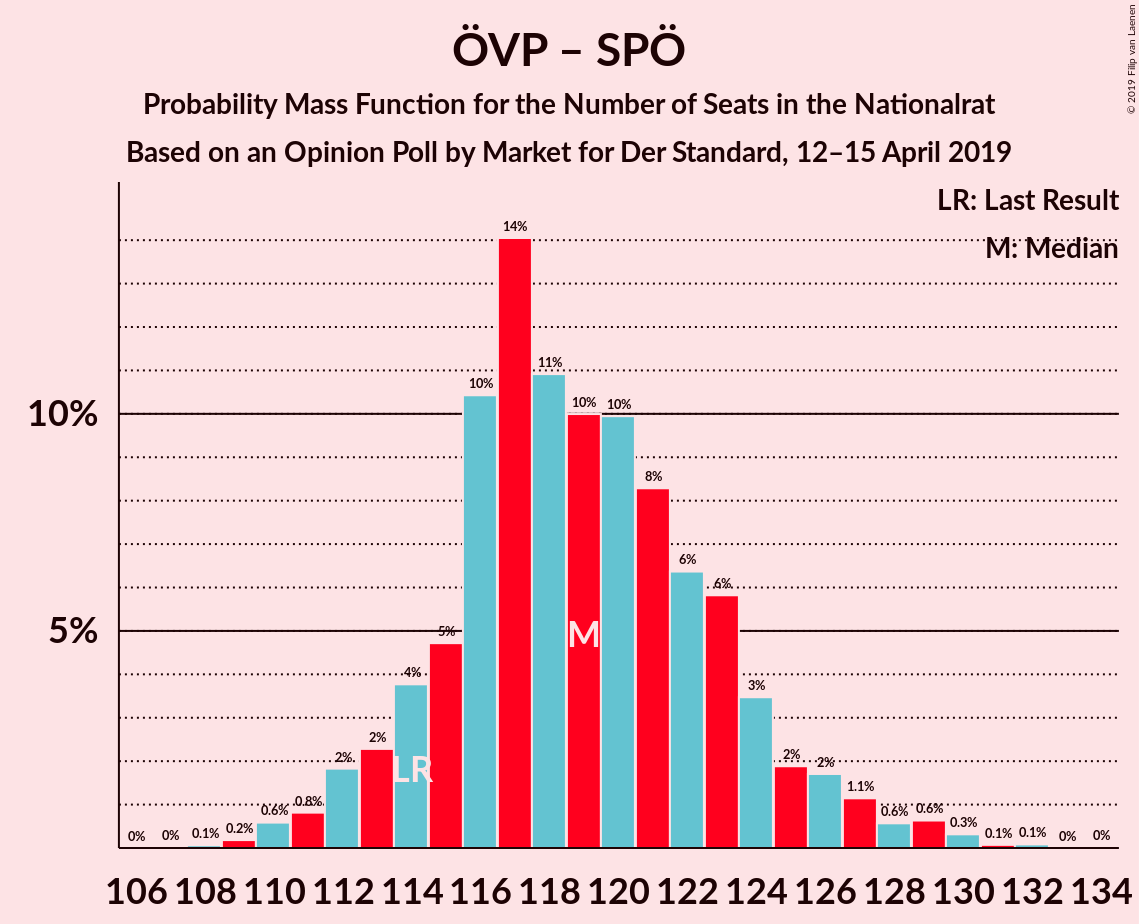 ÖVP – SPÖ
Probability Mass Function for the Number of Seats in the Nationalrat
Based on an Opinion Poll by Market for Der Standard, 12–15 April 2019
© 2019 Filip van Laenen
LR: Last Result
M: Median
10%
5%
0% 0% 0.1% 0.2% 0.6% 0.8% 2% 2% 4% 5% 10% 14% 11% 10% 10% 8% 6% 6% 3% 2% 2% 1.1% 0.6% 0.6% 0.3% 0.1% 0.1% 0% 0%
LR
M
106 108 110 112 114 116 118 120 122 124 126 128 130 132 134